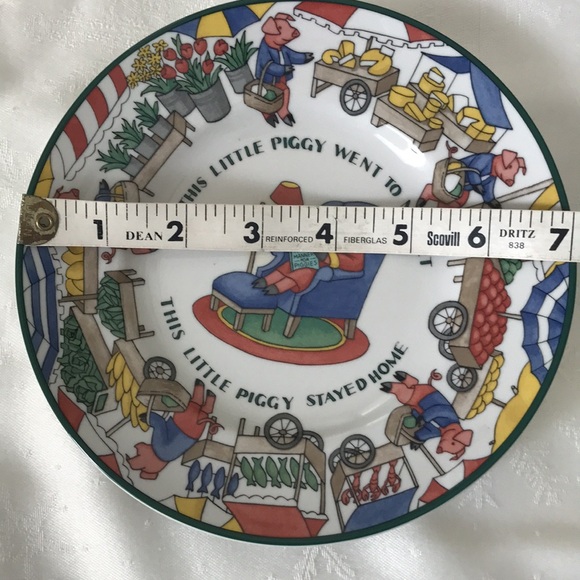 THIS LITTLE PIGGY WENT TO
1 DEAN 2 3 REINFORCED 4 FIBERGLAS 5 Scovill 6 DRITZ 838 7
THIS LITTLE PIGGY STAYED HOME